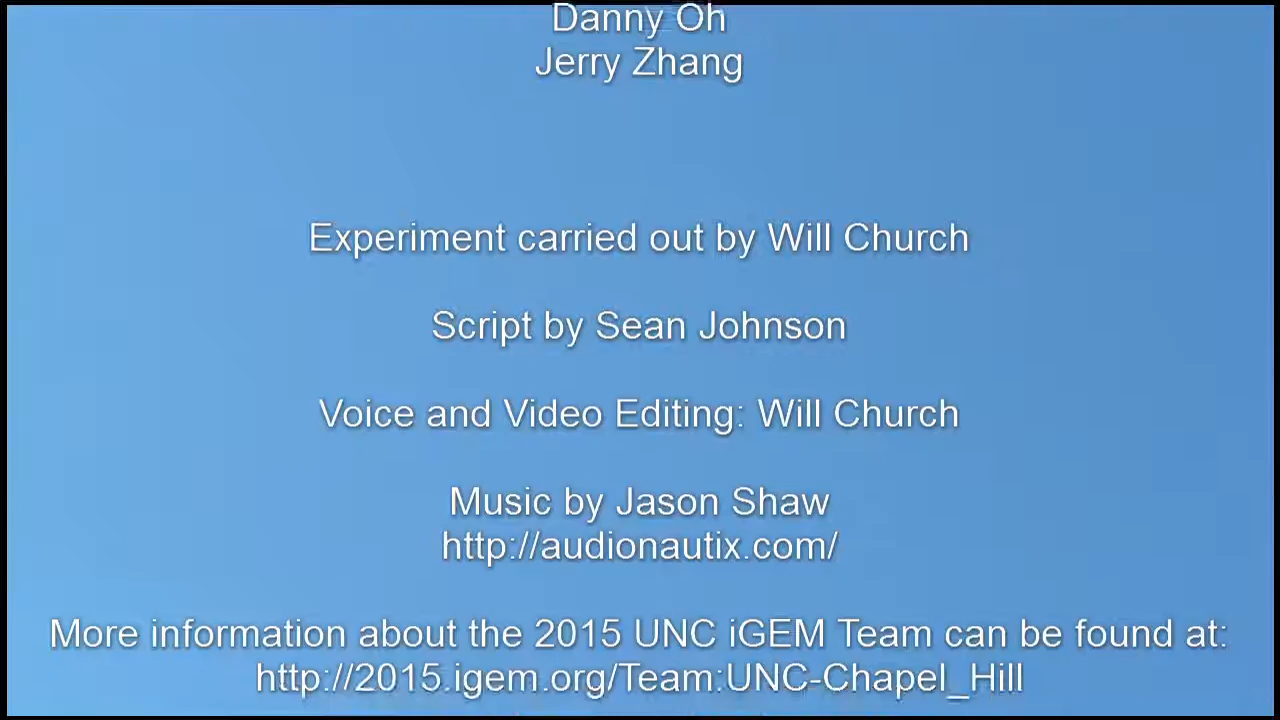 Danny Oh
Jerry Zhang
Experiment carried out by Will Church
Script by Sean Johnson
Voice and Video Editing: Will Church
Music by Jason Shaw
http://audionautix.com/
More information about the 2015 UNC iGEM Team can be found at:
http://2015.igem.org/Team:UNC-Chapel_Hill